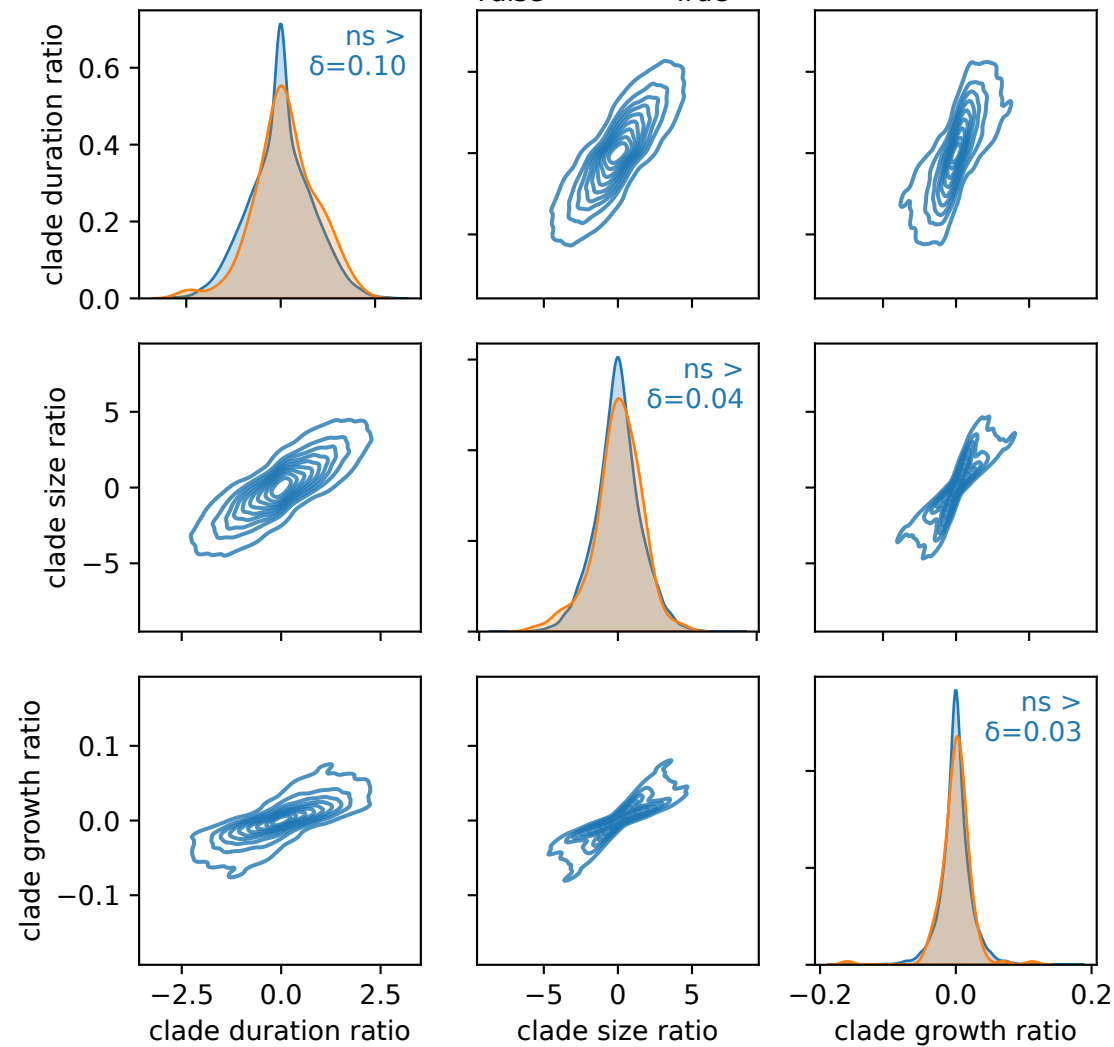 clade duration ratio
0.6
0.4
0.2
0.0
ns >
δ=0.10
clade size ratio
5
0
−5
ns >
δ=0.04
clade growth ratio
0.1
0.0
−0.1
ns >
δ=0.03
−2.5 0.0 2.5
−5 0 5
−0.2 0.0 0.2
clade duration ratio
clade size ratio
clade growth ratio